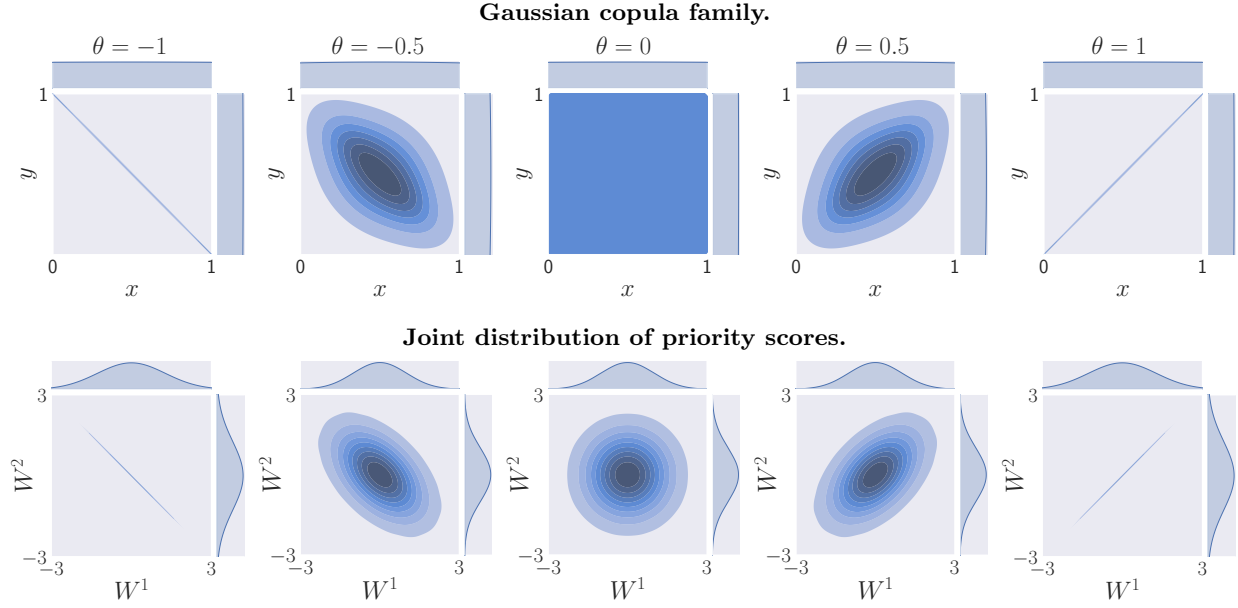 Gaussian copula family.
θ = −1
θ = −0.5
θ = 0
θ = 0.5
θ = 1
1 1 1 1 1
y y y y y
0 1 0 1 0 1 0 1 0 1
x x x x x
Joint distribution of priority scores.
3 3 3 3 3
W² W² W² W² W²
−3 −3 −3 −3 −3
−3 3 −3 3 −3 3 −3 3 −3 3
W¹ W¹ W¹ W¹ W¹